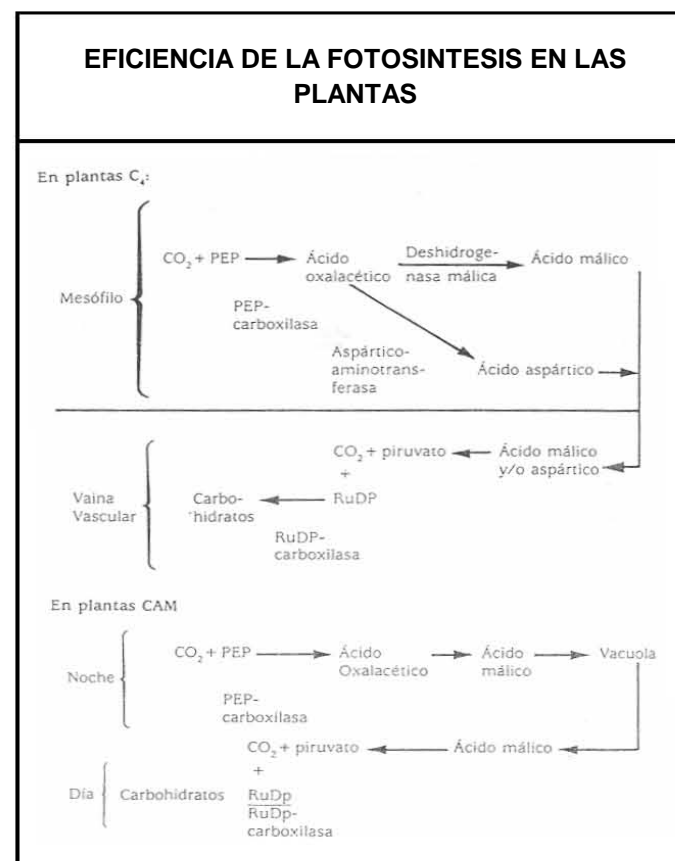 EFICIENCIA DE LA FOTOSINTESIS EN LAS
PLANTAS
En plantas C₄:
Mesófilo
CO₂ + PEP
Ácido
oxalacético
Deshidroge-
nasa málica
Ácido málico
PEP-
carboxilasa
Aspártico-
aminotrans-
ferasa
Ácido aspártico
Vaina
Vascular
CO₂ + piruvato
Ácido málico
y/o aspártico
+
Carbo-
hidratos
RuDP
RuDP-
carboxilasa
En plantas CAM
Noche
CO₂ + PEP
Ácido
Oxalacético
Ácido
málico
Vacuola
PEP-
carboxilasa
CO₂ + piruvato
Ácido málico
+
Día
Carbohidratos
RuDp
RuDp-
carboxilasa